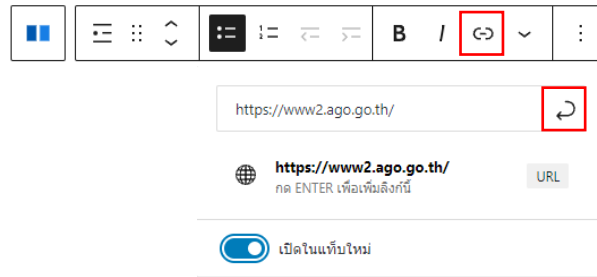 B I
https://www2.ago.go.th/
https://www2.ago.go.th/
กด ENTER เพื่อเพิ่มลิงก์นี้
URL
เปิดในแท็บใหม่